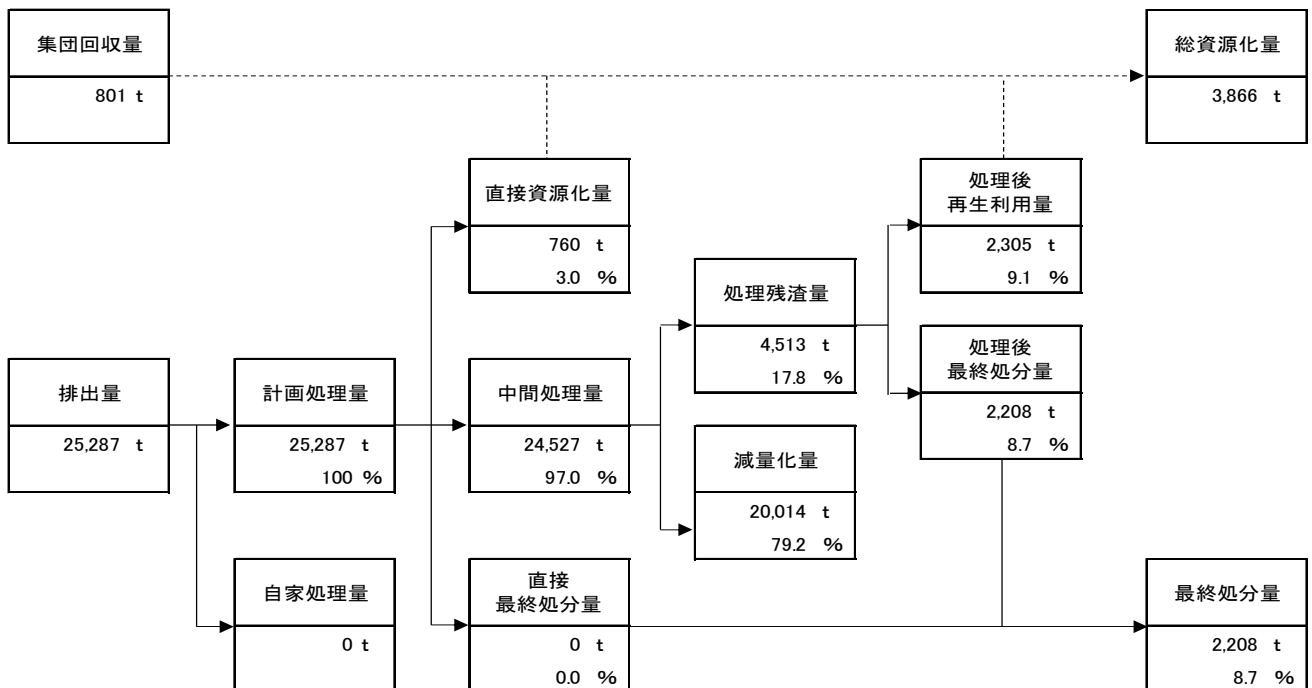 集団回収量
801 t
総資源化量
3,866 t
直接資源化量
760 t
3.0 %
処理後
再生利用量
2,305 t
9.1 %
処理残渣量
4,513 t
17.8 %
排出量
25,287 t
計画処理量
25,287 t
100 %
中間処理量
24,527 t
97.0 %
処理後
最終処分量
2,208 t
8.7 %
減量化量
20,014 t
79.2 %
自家処理量
0 t
直接
最終処分量
0 t
0.0 %
最終処分量
2,208 t
8.7 %